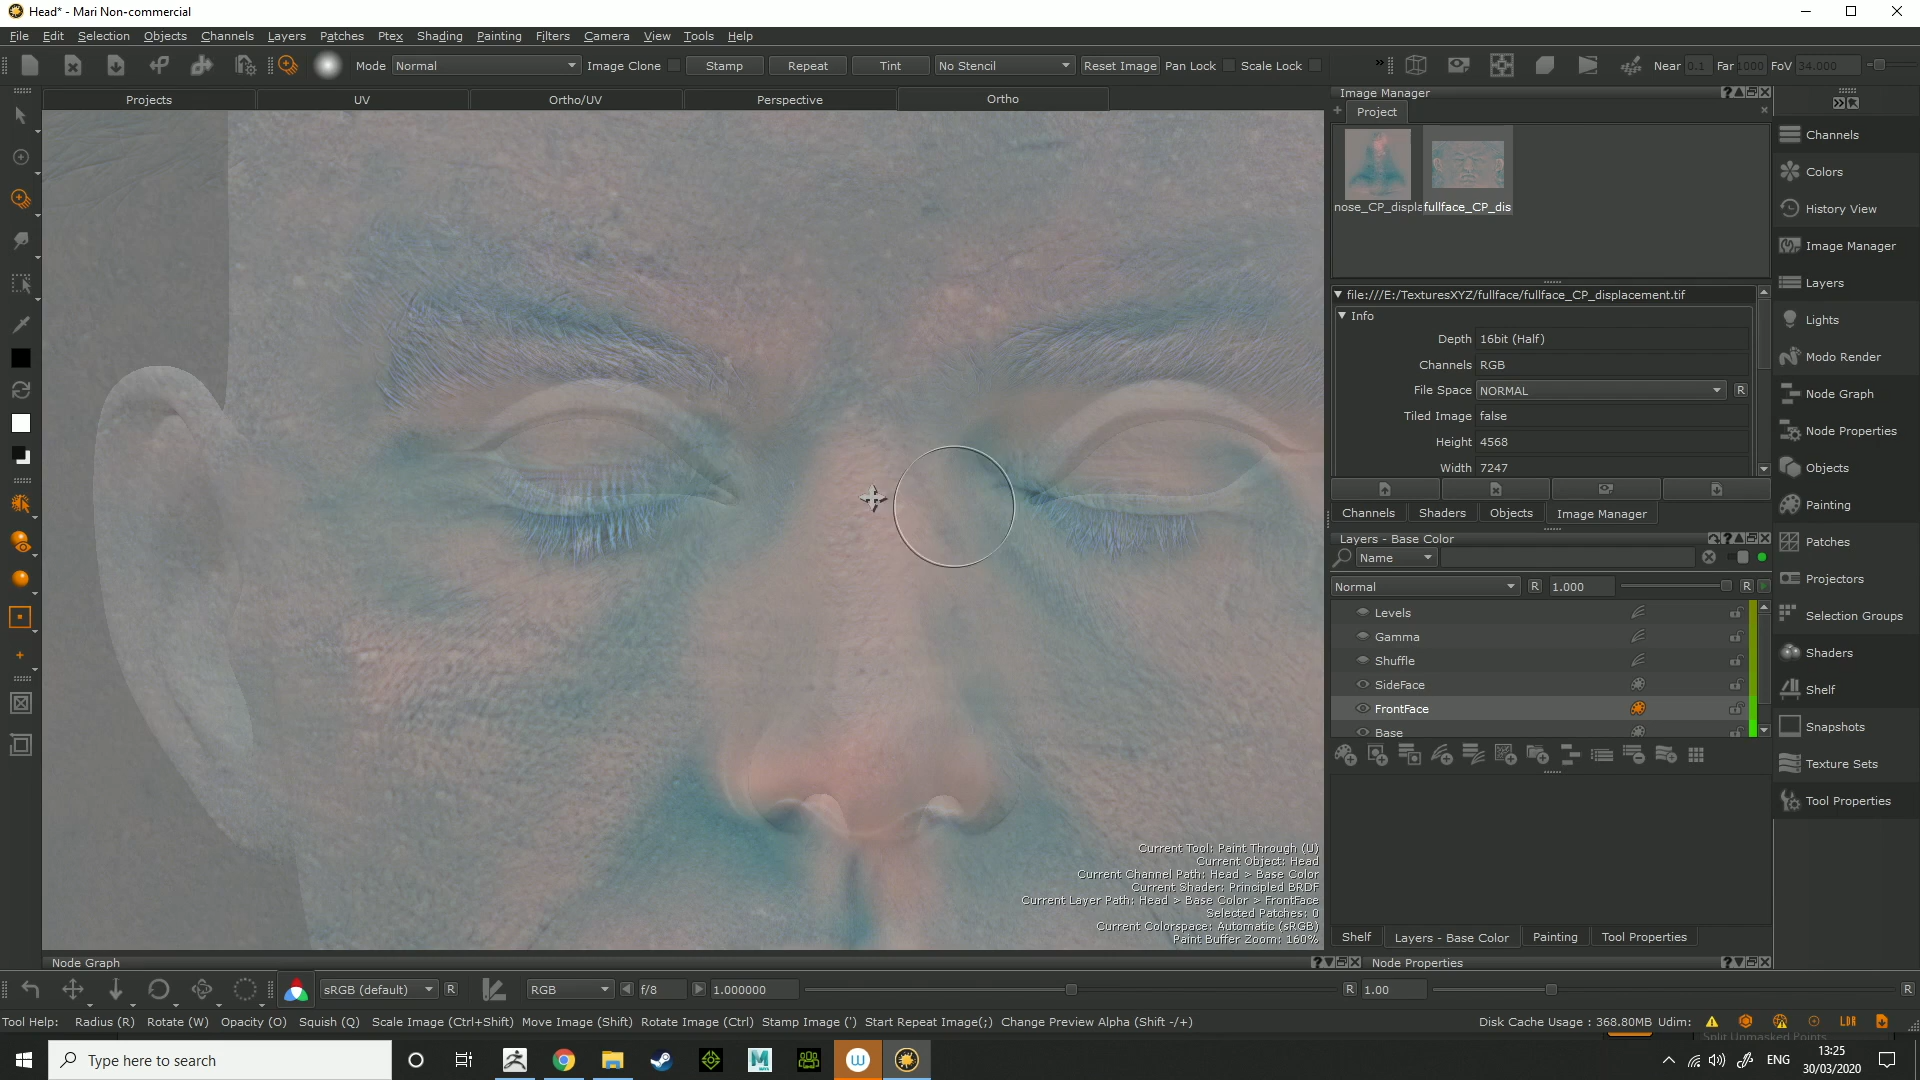 Head* - Mari Non-commercial
File Edit Selection Objects Channels Layers Patches Ptex Shading Painting Filters Camera View Tools Help
Mode Normal Image Clone Stamp Repeat Tint No Stencil Reset Image Pan Lock Scale Lock » Near 0.1 Far 1000 FoV 34.000
Projects UV Ortho/UV Perspective Ortho
Image Manager
Project
nose_CP_displa fullface_CP_dis
file:///E:/TexturesXYZ/fullface/fullface_CP_displacement.tif
Info
Depth 16bit (Half)
Channels RGB
File Space NORMAL R
Tiled Image false
Height 4568
Width 7247
Channels Shaders Objects Image Manager
Layers - Base Color
Name
Normal R 1.000 R
Levels
Gamma
Shuffle
SideFace
FrontFace
Base
Shelf Layers - Base Color Painting Tool Properties
Channels
Colors
History View
Image Manager
Layers
Lights
Modo Render
Node Graph
Node Properties
Objects
Painting
Patches
Projectors
Selection Groups
Shaders
Shelf
Snapshots
Texture Sets
Tool Properties
Current Tool: Paint Through (U)
Current Object: Head
Current Channel Path: Head > Base Color
Current Shader: Principled BRDF
Current Layer Path: Head > Base Color > FrontFace
Selected Patches: 0
Current Colorspace: Automatic (sRGB)
Paint Buffer Zoom: 160%
Node Graph Node Properties
sRGB (default) R RGB f/8 1.000000 R 1.00 R
Tool Help: Radius (R) Rotate (W) Opacity (O) Squish (Q) Scale Image (Ctrl+Shift) Move Image (Shift) Rotate Image (Ctrl) Stamp Image (') Start Repeat Image(;) Change Preview Alpha (Shift -/+) Disk Cache Usage : 368.80MB Udim: LDR
Split Unmasked Points
Type here to search ENG 13:25
30/03/2020